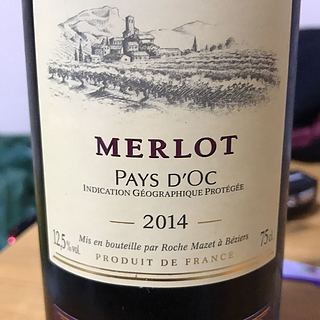 MERLOT
PAYS D'OC
INDICATION GÉOGRAPHIQUE PROTÉGÉE
2014
12,5%vol. Mis en bouteille par Roche Mazet à Béziers 75cl
PRODUIT DE FRANCE